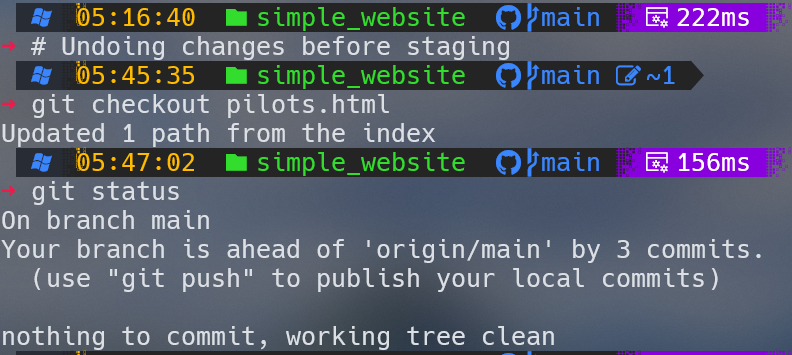 05:16:40 simple_website main 222ms
→ # Undoing changes before staging
05:45:35 simple_website main ~1
→ git checkout pilots.html
Updated 1 path from the index
05:47:02 simple_website main 156ms
→ git status
On branch main
Your branch is ahead of 'origin/main' by 3 commits.
(use "git push" to publish your local commits)
nothing to commit, working tree clean